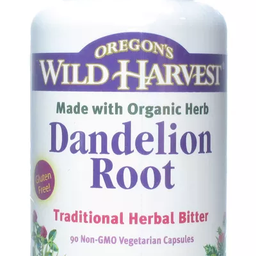 OREGON'S
WILD HARVEST
Made with Organic Herb
Dandelion
Root
Gluten
Free!
Traditional Herbal Bitter
90 Non-GMO Vegetarian Capsules